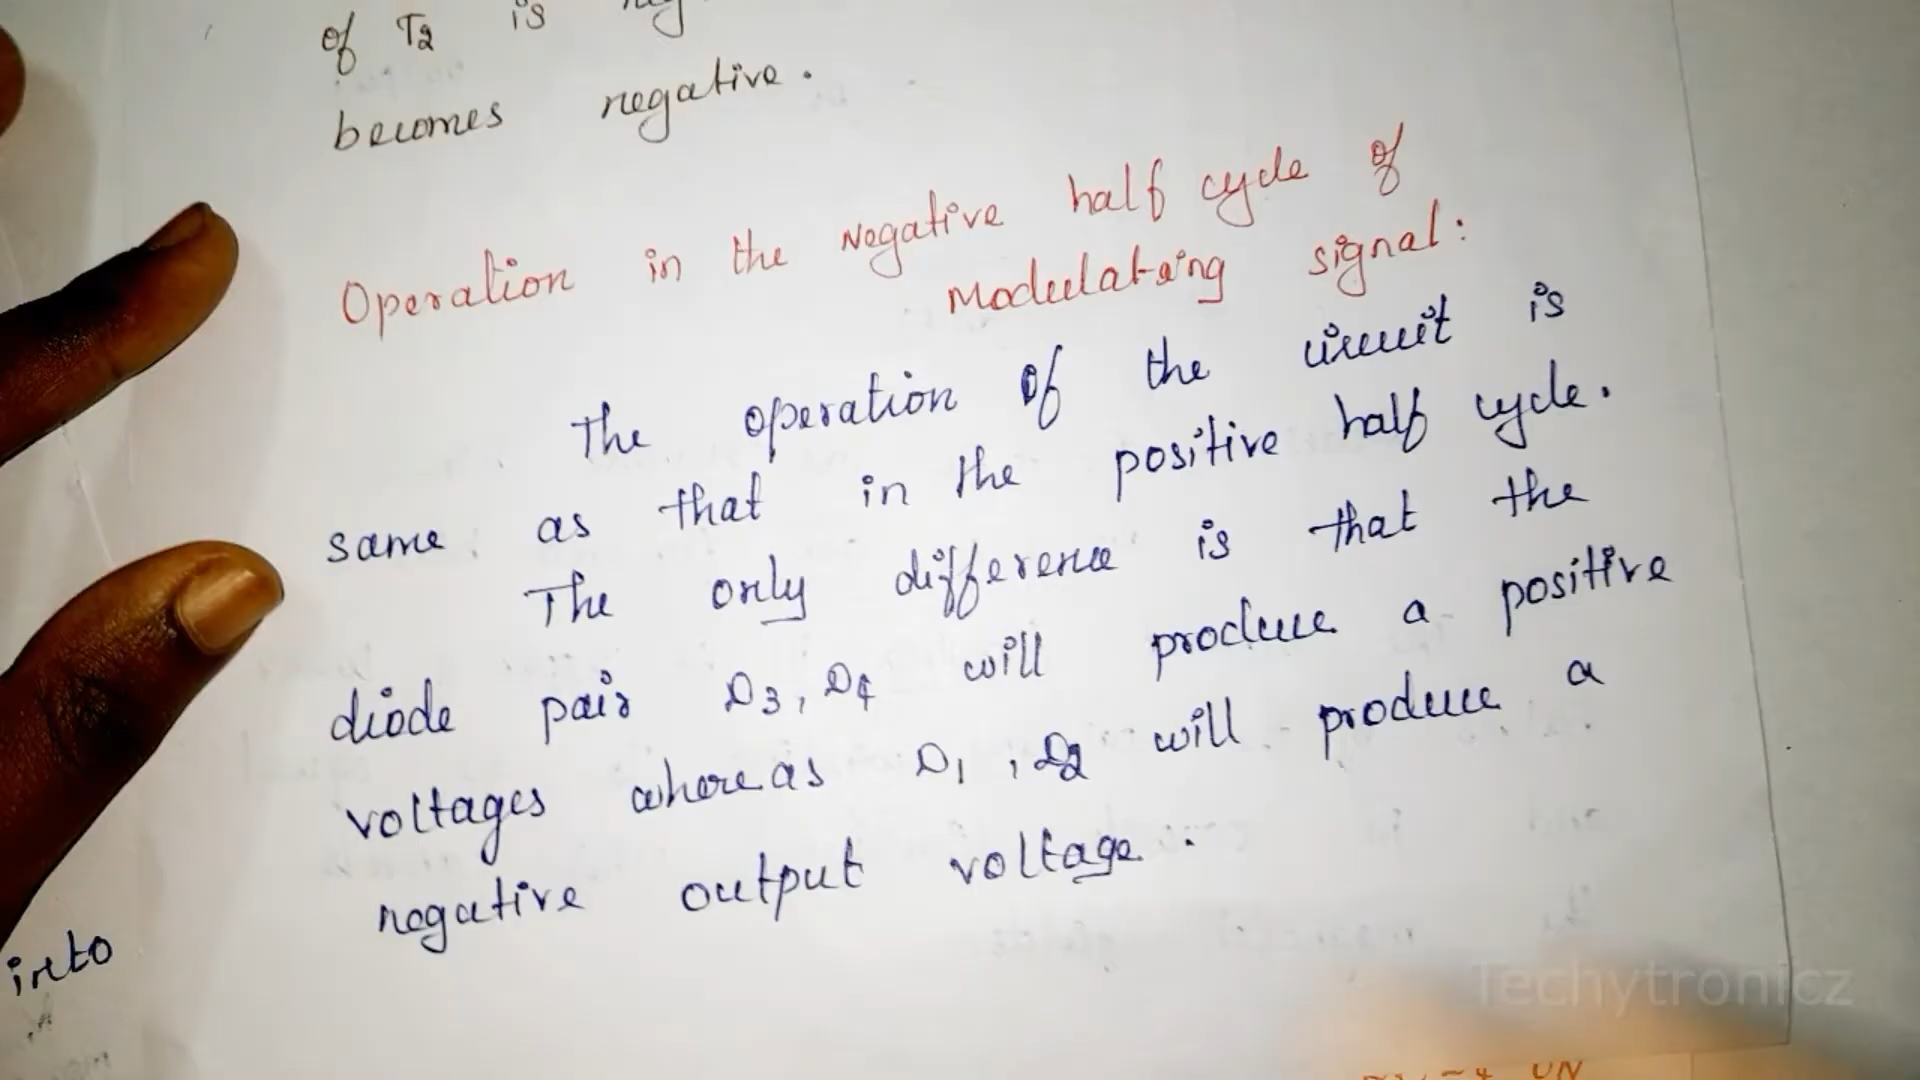 of T2 is
becomes negative.
Operation in the Negative half cycle of
Modulating signal:
The operation of the circuit is
same as that in the positive half cycle.
The only difference is that the
diode pair D3, D4 will produce a positive
voltages whereas D1, D2 will produce a
negative output voltage.
into
Techytronicz
ON